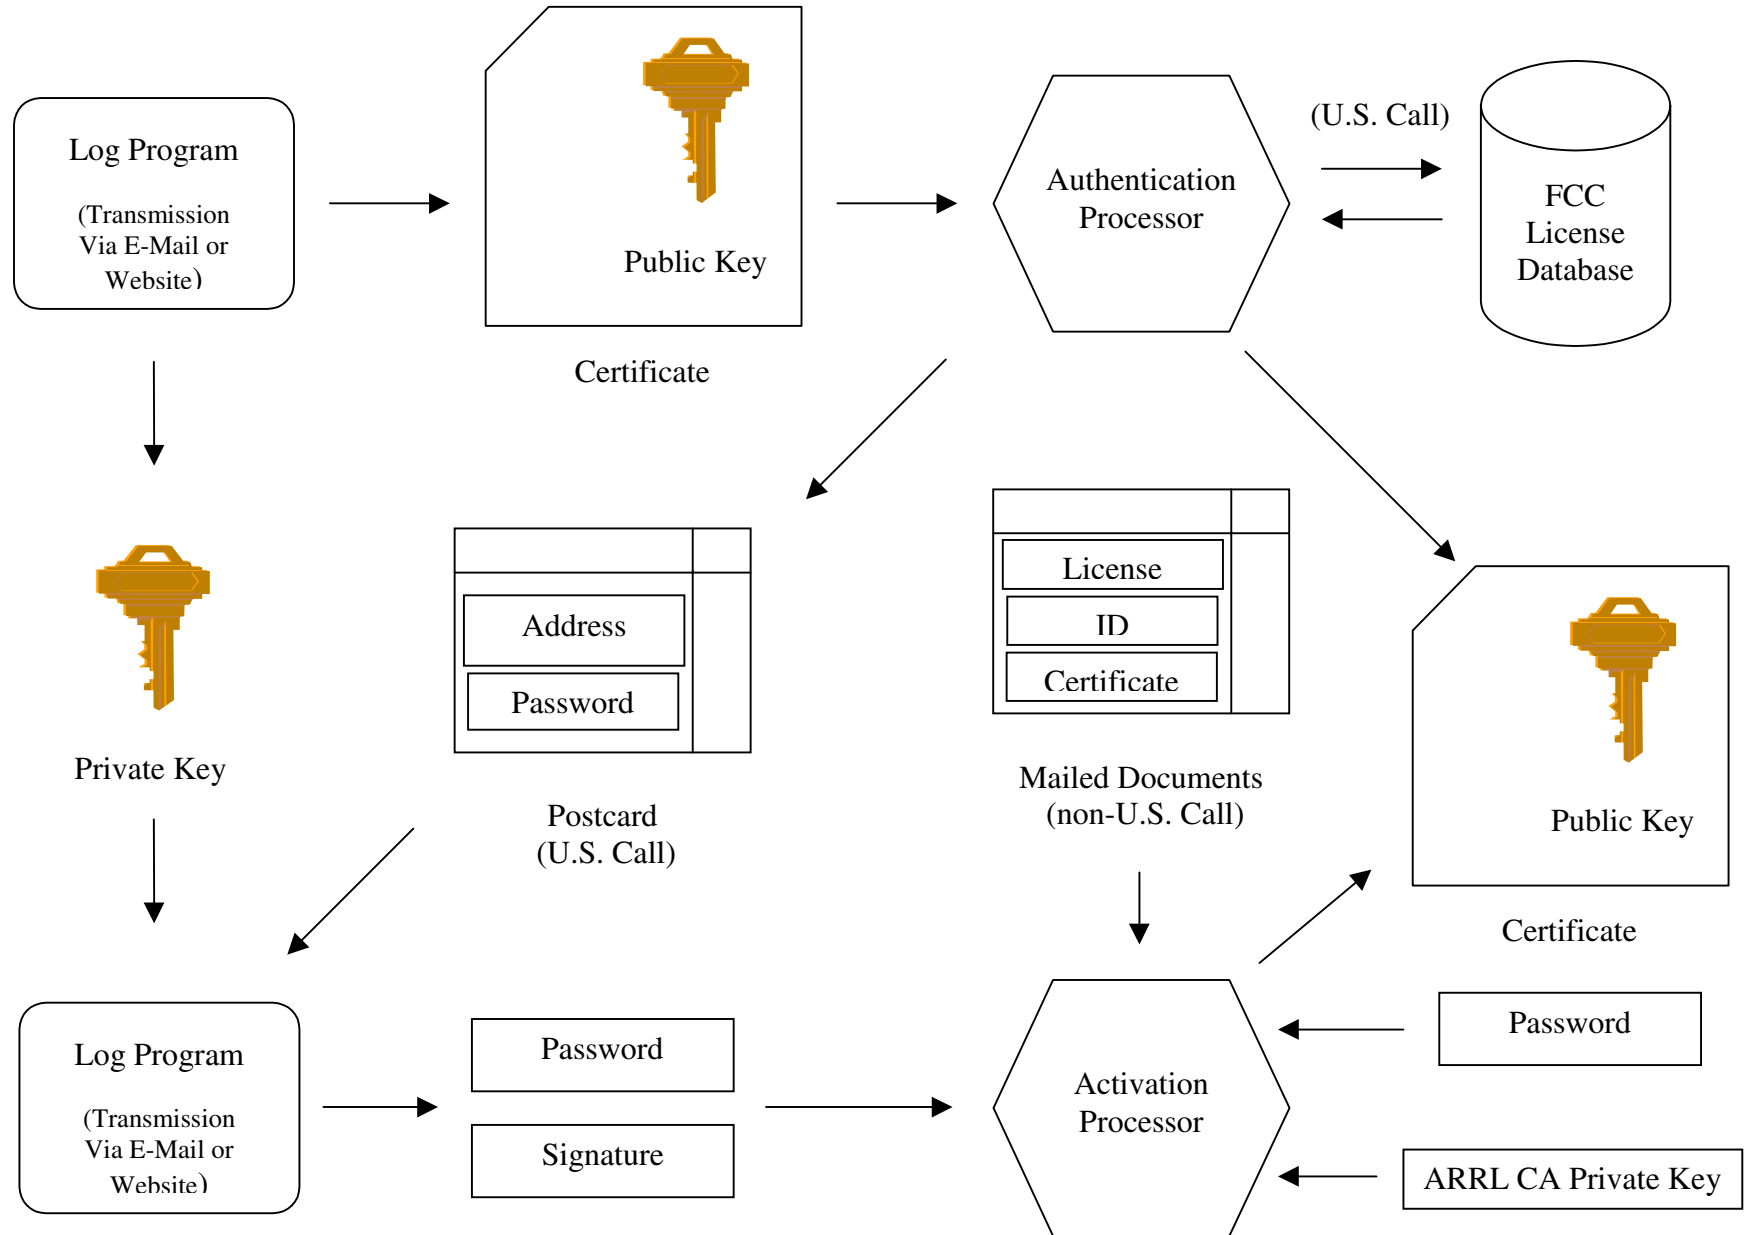 Log Program
(Transmission
Via E-Mail or
Website)
Public Key
Certificate
Authentication
Processor
(U.S. Call)
FCC
License
Database
Private Key
Address
Password
Postcard
(U.S. Call)
License
ID
Certificate
Mailed Documents
(non-U.S. Call)
Public Key
Certificate
Log Program
(Transmission
Via E-Mail or
Website)
Password
Signature
Activation
Processor
Password
ARRL CA Private Key